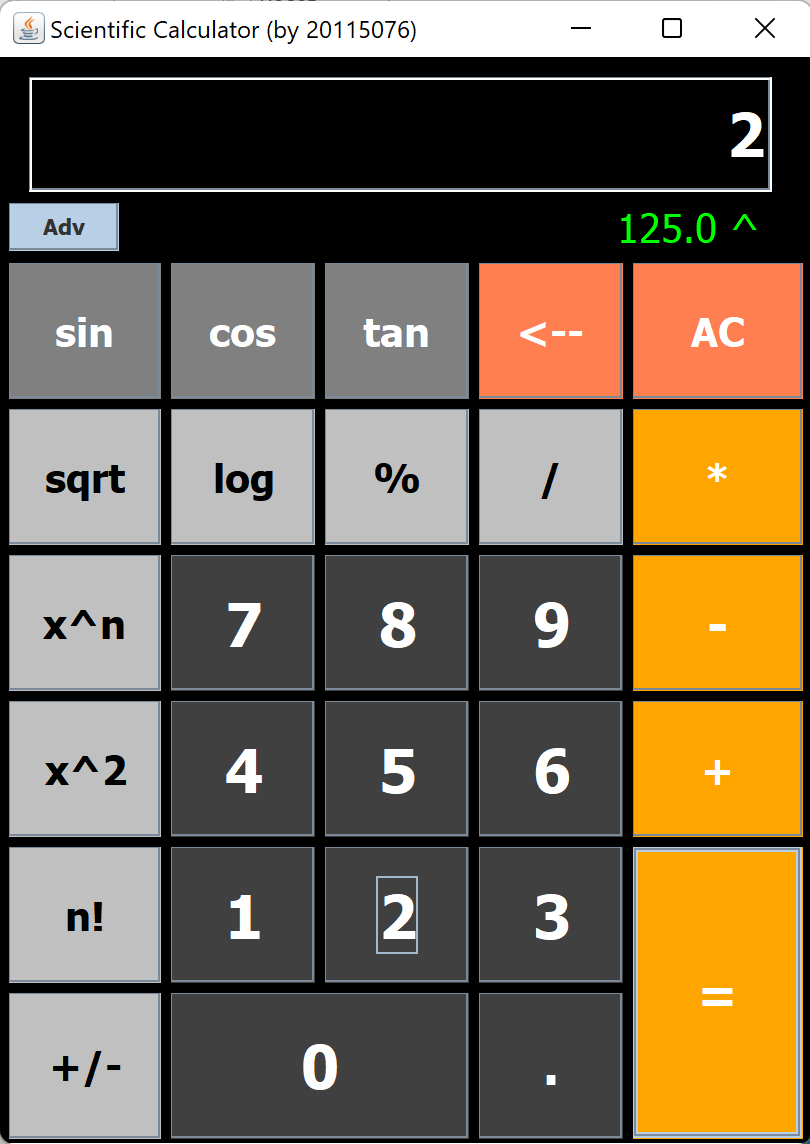 Scientific Calculator (by 20115076)
2
Adv 125.0 ^
sin cos tan <-- AC
sqrt log % / *
x^n 7 8 9 -
x^2 4 5 6 +
n! 1 2 3
+/- 0 . =